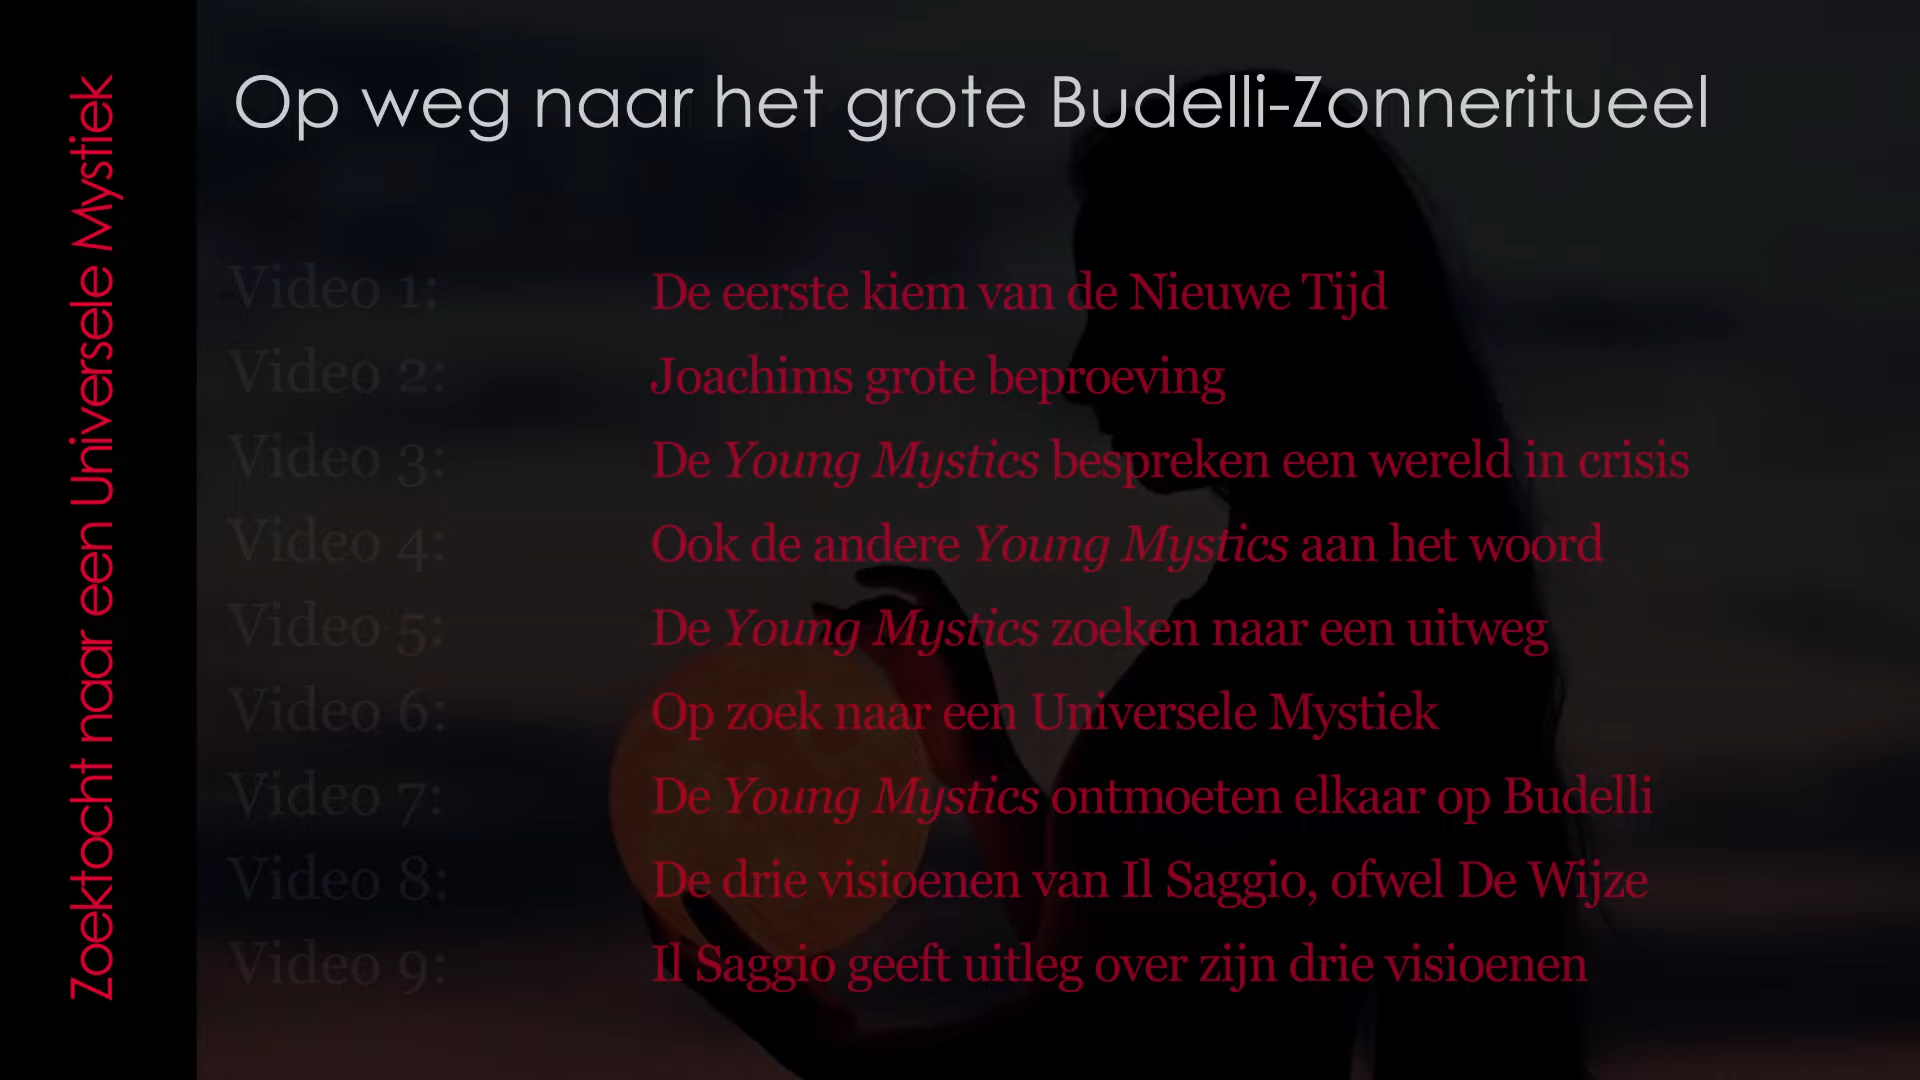 Zoektocht naar een Universele Mystiek
Op weg naar het grote Budelli-Zonneritueel
Video 1: De eerste kiem van de Nieuwe Tijd
Video 2: Joachims grote beproeving
Video 3: De Young Mystics bespreken een wereld in crisis
Video 4: Ook de andere Young Mystics aan het woord
Video 5: De Young Mystics zoeken naar een uitweg
Video 6: Op zoek naar een Universele Mystiek
Video 7: De Young Mystics ontmoeten elkaar op Budelli
Video 8: De drie visioenen van Il Saggio, ofwel De Wijze
Video 9: Il Saggio geeft uitleg over zijn drie visioenen